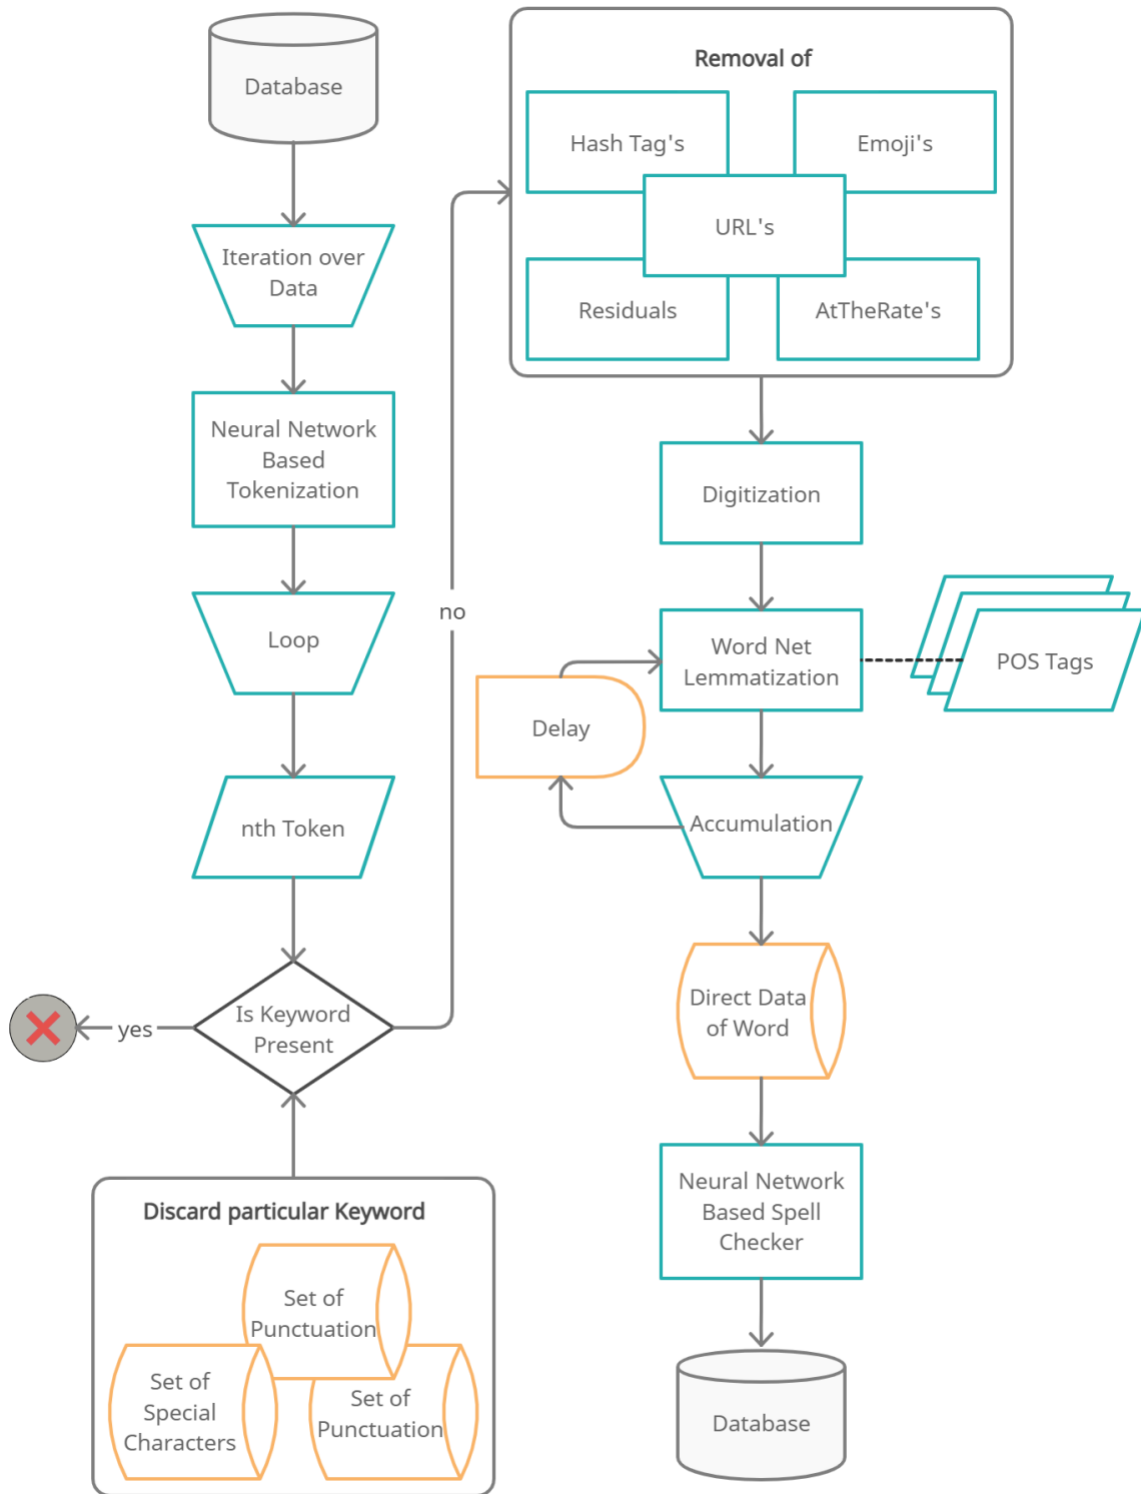 Database
Iteration over
Data
Neural Network
Based
Tokenization
Loop
nth Token
Is Keyword
Present
yes
no
Discard particular Keyword
Set of
Punctuation
Set of
Special
Characters
Set of
Punctuation
Removal of
Hash Tag's
Emoji's
URL's
Residuals
AtTheRate's
Digitization
Word Net
Lemmatization
POS Tags
Delay
Accumulation
Direct Data
of Word
Neural Network
Based Spell
Checker
Database